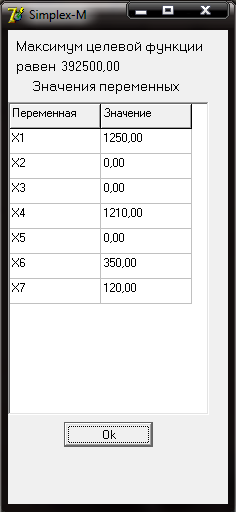 Simplex-M
Максимум целевой функции
равен 392500,00
Значения переменных
Переменная Значение
X1 1250,00
X2 0,00
X3 0,00
X4 1210,00
X5 0,00
X6 350,00
X7 120,00
Ok